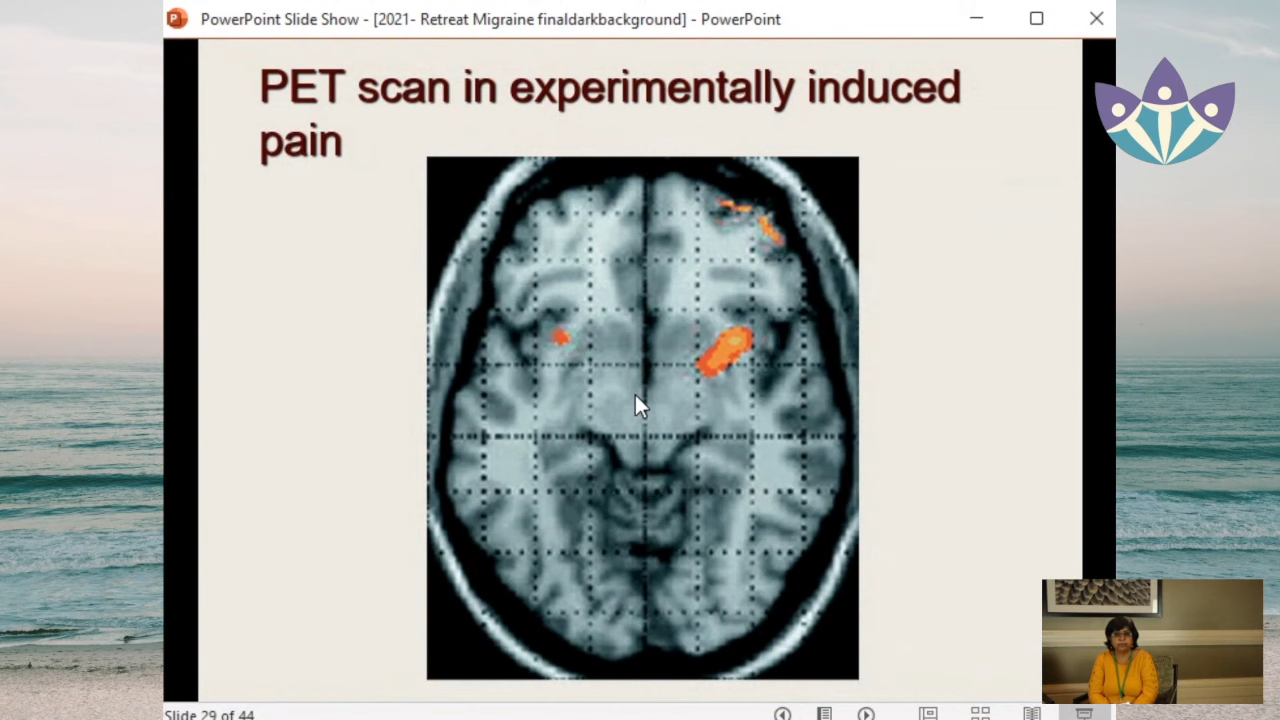 PowerPoint Slide Show - [2021- Retreat Migraine finaldarkbackground] - PowerPoint
PET scan in experimentally induced
pain
Slide 29 of 44